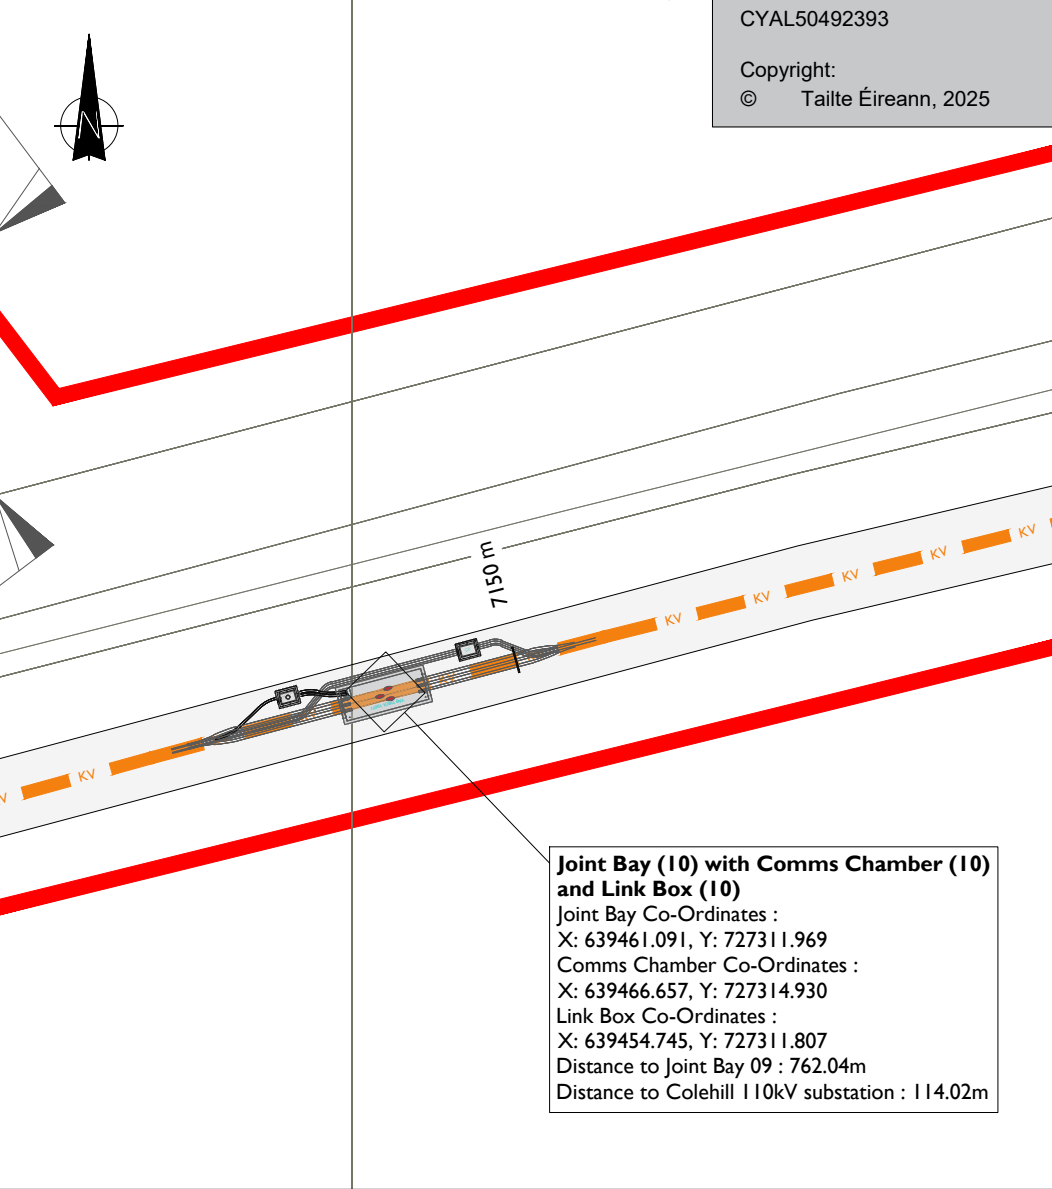 CYAL50492393
Copyright:
© Tailte Éireann, 2025
N
7150 m
KV
KV
KV
KV
KV
KV
Joint Bay (10) with Comms Chamber (10)
and Link Box (10)
Joint Bay Co-Ordinates :
X: 639461.091, Y: 727311.969
Comms Chamber Co-Ordinates :
X: 639466.657, Y: 727314.930
Link Box Co-Ordinates :
X: 639454.745, Y: 727311.807
Distance to Joint Bay 09 : 762.04m
Distance to Colehill 110kV substation : 114.02m